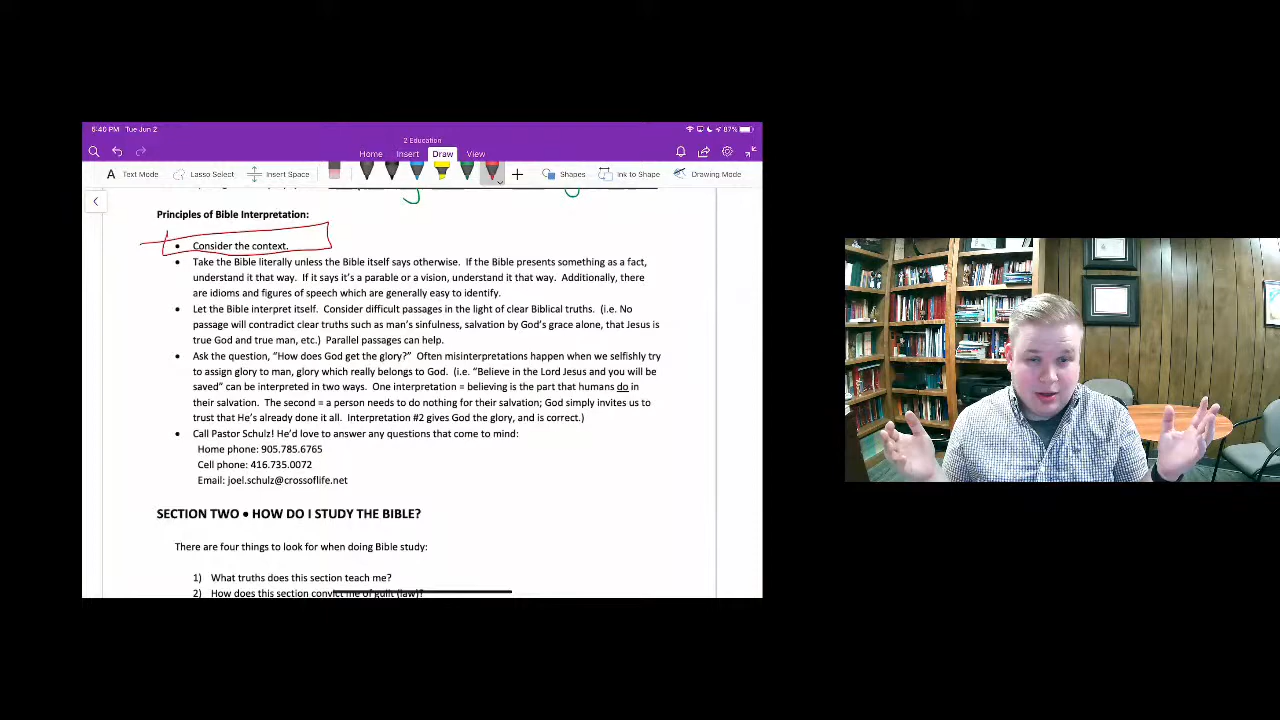 6:40 PM Tue Jun 2
87%
2 Education
Home Insert Draw View
Text Mode Lasso Select Insert Space Shapes Ink to Shape Drawing Mode
Principles of Bible Interpretation:
• Consider the context.
• Take the Bible literally unless the Bible itself says otherwise. If the Bible presents something as a fact,
understand it that way. If it says it's a parable or a vision, understand it that way. Additionally, there
are idioms and figures of speech which are generally easy to identify.
• Let the Bible interpret itself. Consider difficult passages in the light of clear Biblical truths. (i.e. No
passage will contradict clear truths such as man's sinfulness, salvation by God's grace alone, that Jesus is
true God and true man, etc.) Parallel passages can help.
• Ask the question, “How does God get the glory?” Often misinterpretations happen when we selfishly try
to assign glory to man, glory which really belongs to God. (i.e. “Believe in the Lord Jesus and you will be
saved” can be interpreted in two ways. One interpretation = believing is the part that humans do in
their salvation. The second = a person needs to do nothing for their salvation; God simply invites us to
trust that He's already done it all. Interpretation #2 gives God the glory, and is correct.)
• Call Pastor Schulz! He'd love to answer any questions that come to mind:
Home phone: 905.785.6765
Cell phone: 416.735.0072
Email: joel.schulz@crossoflife.net
SECTION TWO • HOW DO I STUDY THE BIBLE?
There are four things to look for when doing Bible study:
1) What truths does this section teach me?
2) How does this section convict me of guilt (law)?